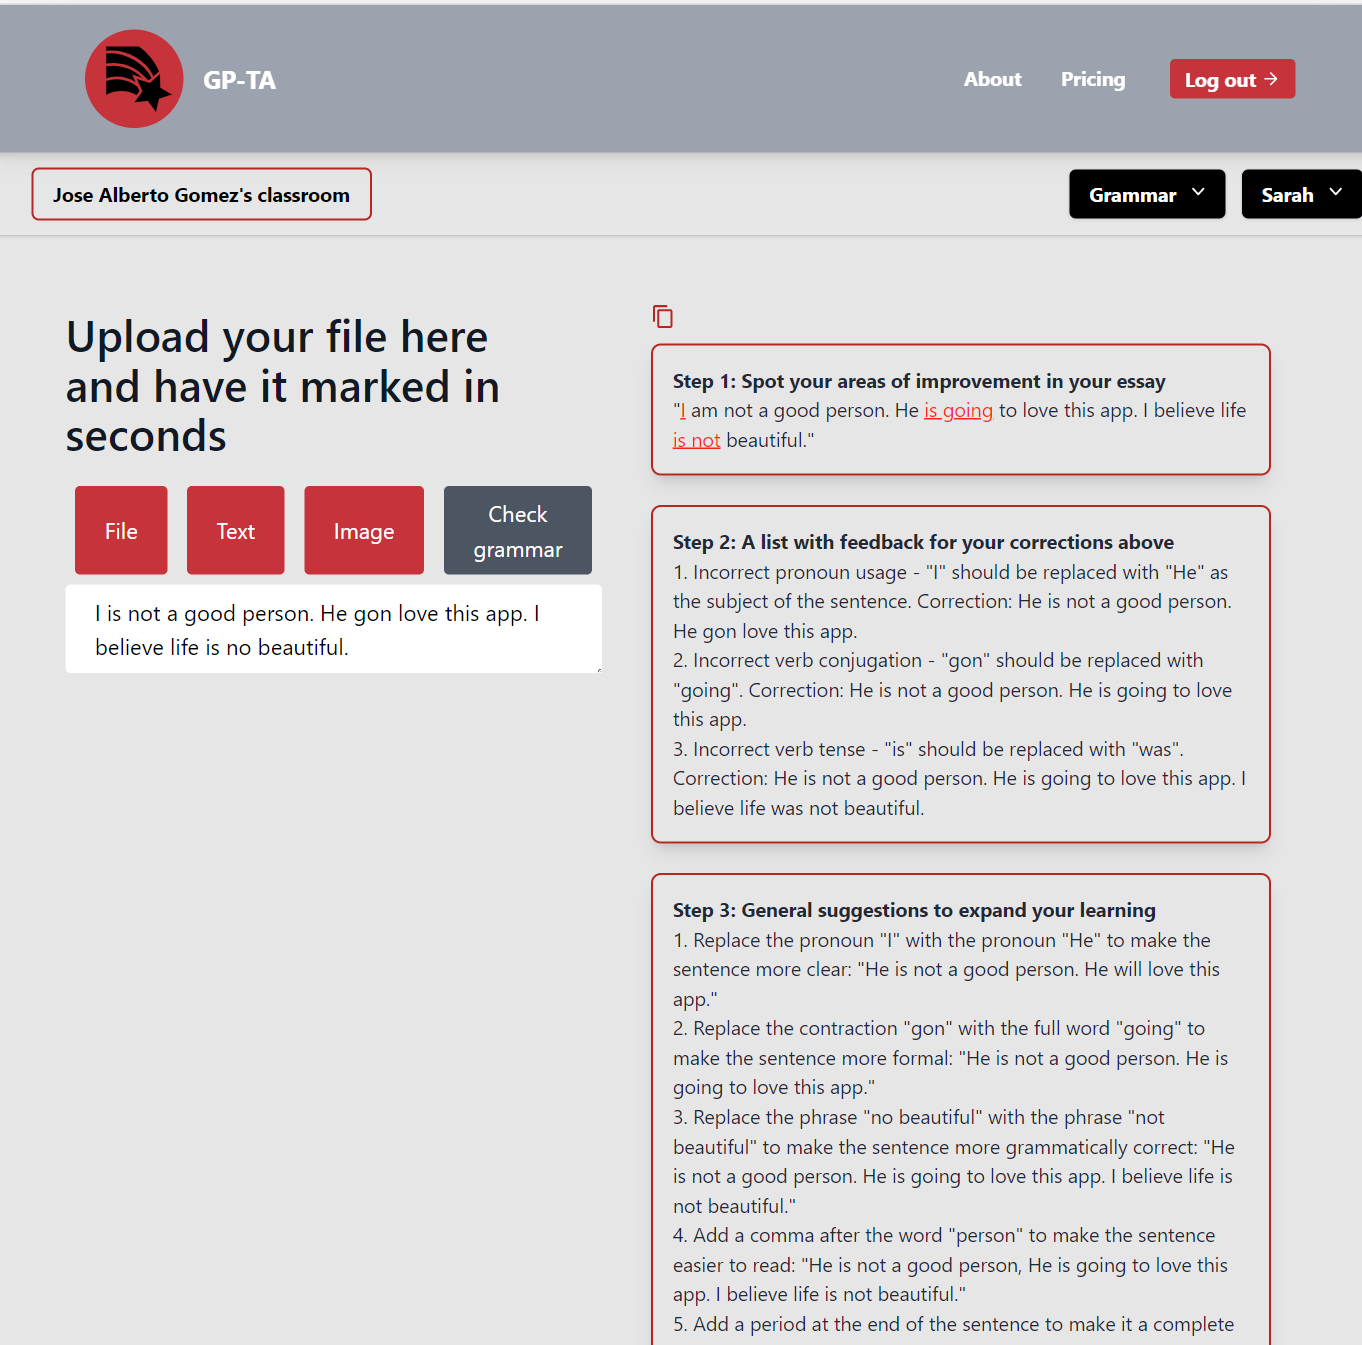 GP-TA
About
Pricing
Log out
Jose Alberto Gomez's classroom
Grammar
Sarah
Upload your file here
and have it marked in
seconds
File
Text
Image
Check
grammar
I is not a good person. He gon love this app. I
believe life is no beautiful.
Step 1: Spot your areas of improvement in your essay
"I am not a good person. He is going to love this app. I believe life
is not beautiful."
Step 2: A list with feedback for your corrections above
1. Incorrect pronoun usage - "I" should be replaced with "He" as
the subject of the sentence. Correction: He is not a good person.
He gon love this app.
2. Incorrect verb conjugation - "gon" should be replaced with
"going". Correction: He is not a good person. He is going to love
this app.
3. Incorrect verb tense - "is" should be replaced with "was".
Correction: He is not a good person. He is going to love this app. I
believe life was not beautiful.
Step 3: General suggestions to expand your learning
1. Replace the pronoun "I" with the pronoun "He" to make the
sentence more clear: "He is not a good person. He will love this
app."
2. Replace the contraction "gon" with the full word "going" to
make the sentence more formal: "He is not a good person. He is
going to love this app."
3. Replace the phrase "no beautiful" with the phrase "not
beautiful" to make the sentence more grammatically correct: "He
is not a good person. He is going to love this app. I believe life is
not beautiful."
4. Add a comma after the word "person" to make the sentence
easier to read: "He is not a good person, He is going to love this
app. I believe life is not beautiful."
5. Add a period at the end of the sentence to make it a complete